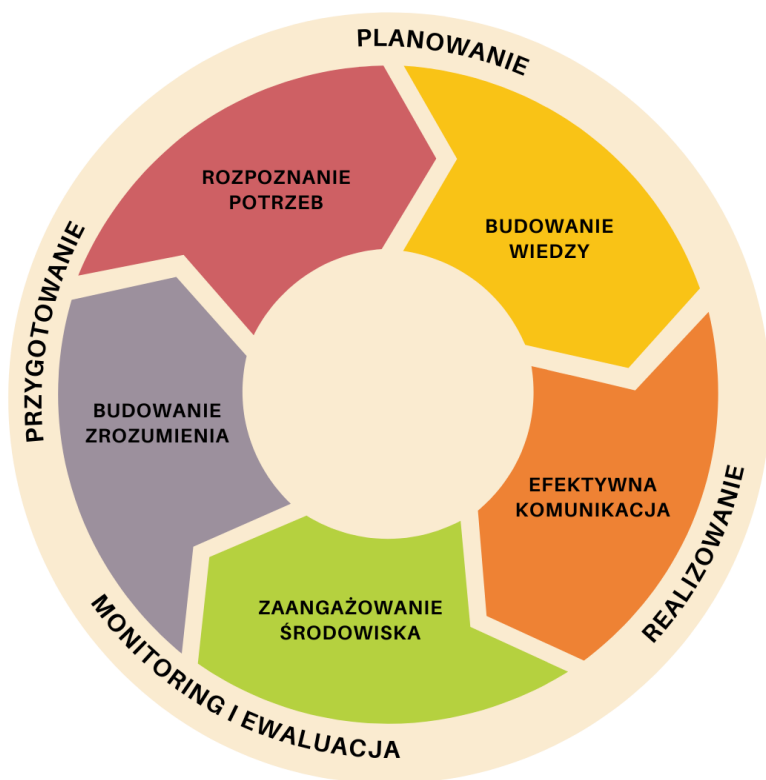 PLANOWANIE
ROZPOZNANIE
POTRZEB
BUDOWANIE
WIEDZY
PRZYGOTOWANIE
BUDOWANIE
ZROZUMIENIA
EFEKTYWNA
KOMUNIKACJA
REALIZOWANIE
ZAANGAŻOWANIE
ŚRODOWISKA
MONITORING I EWALUACJA